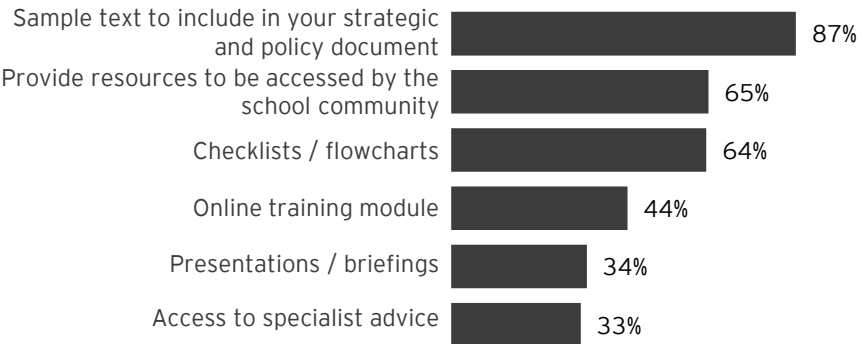 Sample text to include in your strategic
and policy document
87%
Provide resources to be accessed by the
school community
65%
Checklists / flowcharts
64%
Online training module
44%
Presentations / briefings
34%
Access to specialist advice
33%